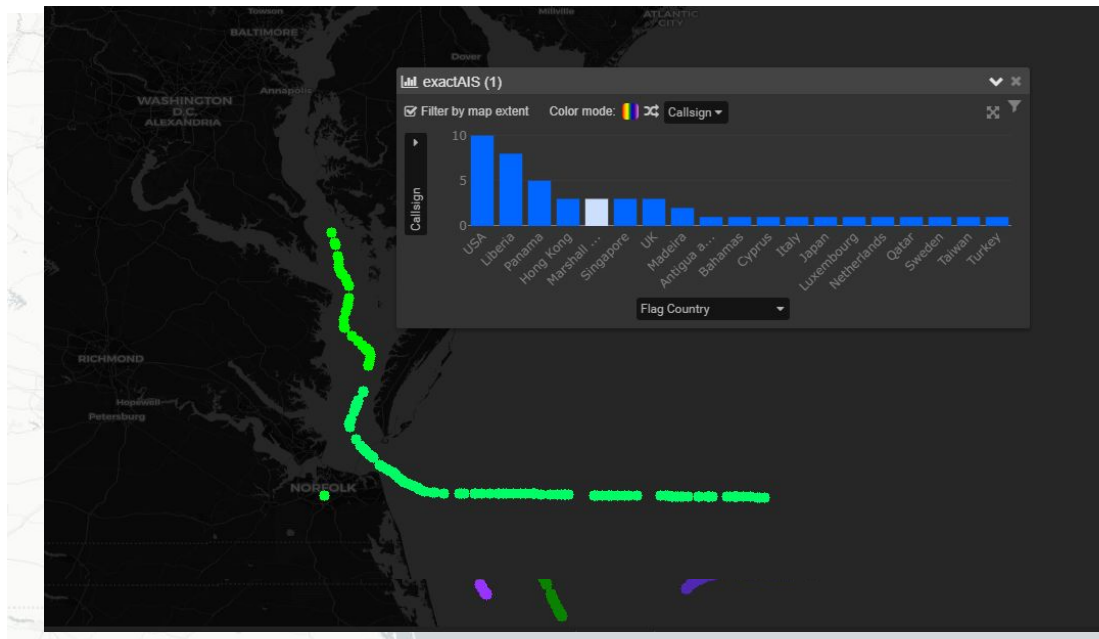 Towson
BALTIMORE
Millville
ATLANTIC
CITY
Dover
Annapolis
WASHINGTON
D.C.
ALEXANDRIA
exactAIS (1)
Filter by map extent Color mode: Callsign
10
5
0
Callsign
USA
Liberia
Panama
Hong Kong
Marshall ...
Singapore
UK
Madeira
Antigua a...
Bahamas
Cyprus
Italy
Japan
Luxembourg
Netherlands
Qatar
Sweden
Taiwan
Turkey
Flag Country
RICHMOND
Hopewell
Petersburg
NORFOLK